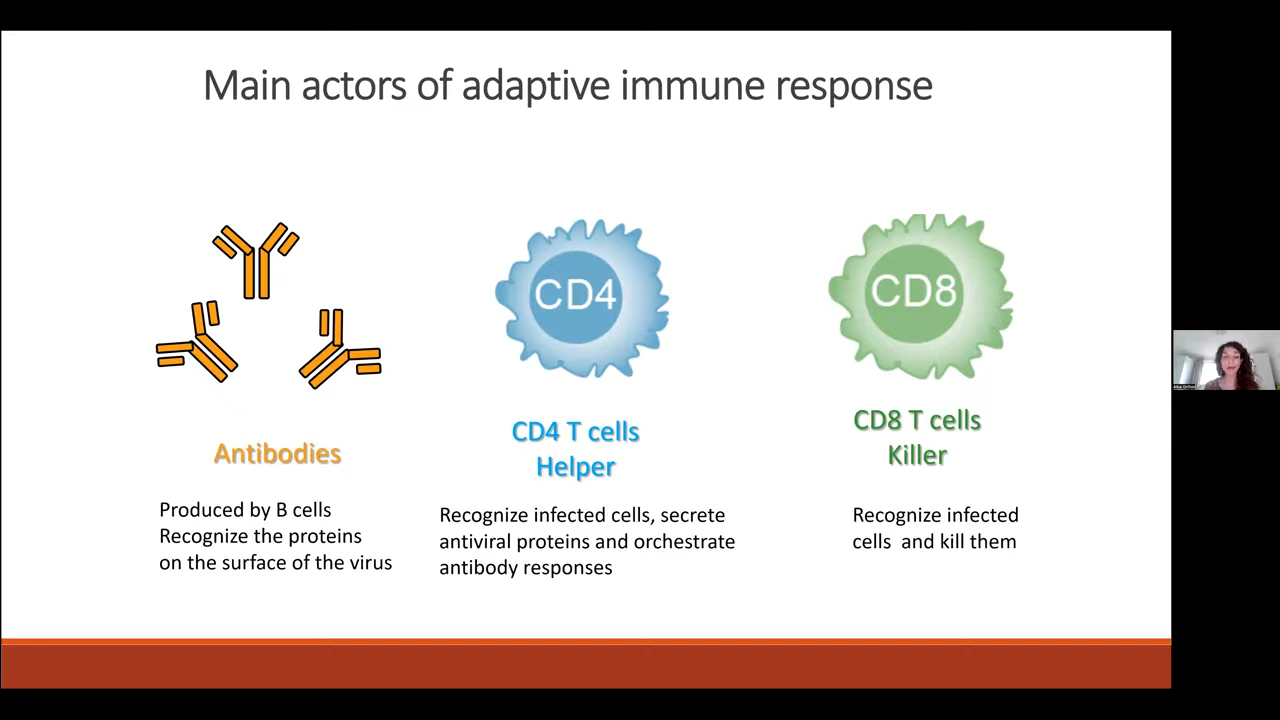 Main actors of adaptive immune response
CD4
CD8
Antibodies
CD4 T cells
Helper
CD8 T cells
Killer
Produced by B cells
Recognize the proteins
on the surface of the virus
Recognize infected cells, secrete
antiviral proteins and orchestrate
antibody responses
Recognize infected
cells and kill them